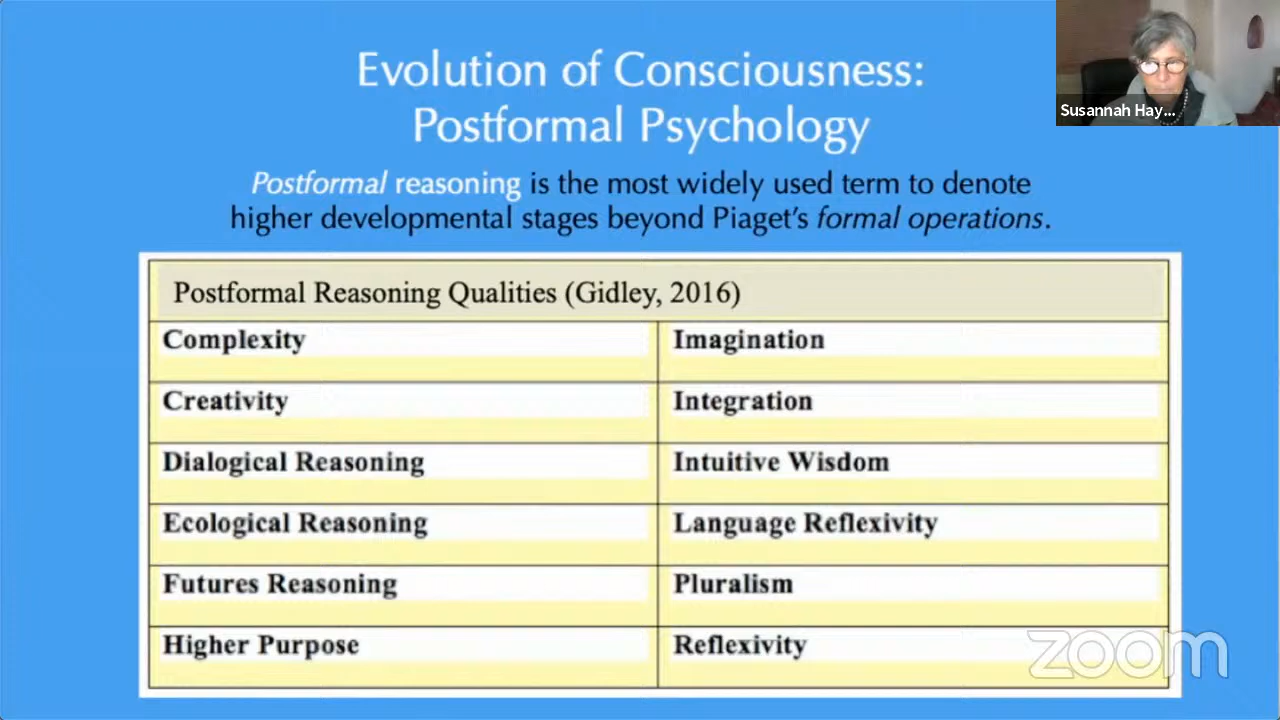 Evolution of Consciousness:
Postformal Psychology
Susannah Hay...
Postformal reasoning is the most widely used term to denote
higher developmental stages beyond Piaget's formal operations.
Postformal Reasoning Qualities (Gidley, 2016)
Complexity
Imagination
Creativity
Integration
Dialogical Reasoning
Intuitive Wisdom
Ecological Reasoning
Language Reflexivity
Futures Reasoning
Pluralism
Higher Purpose
Reflexivity
zoom